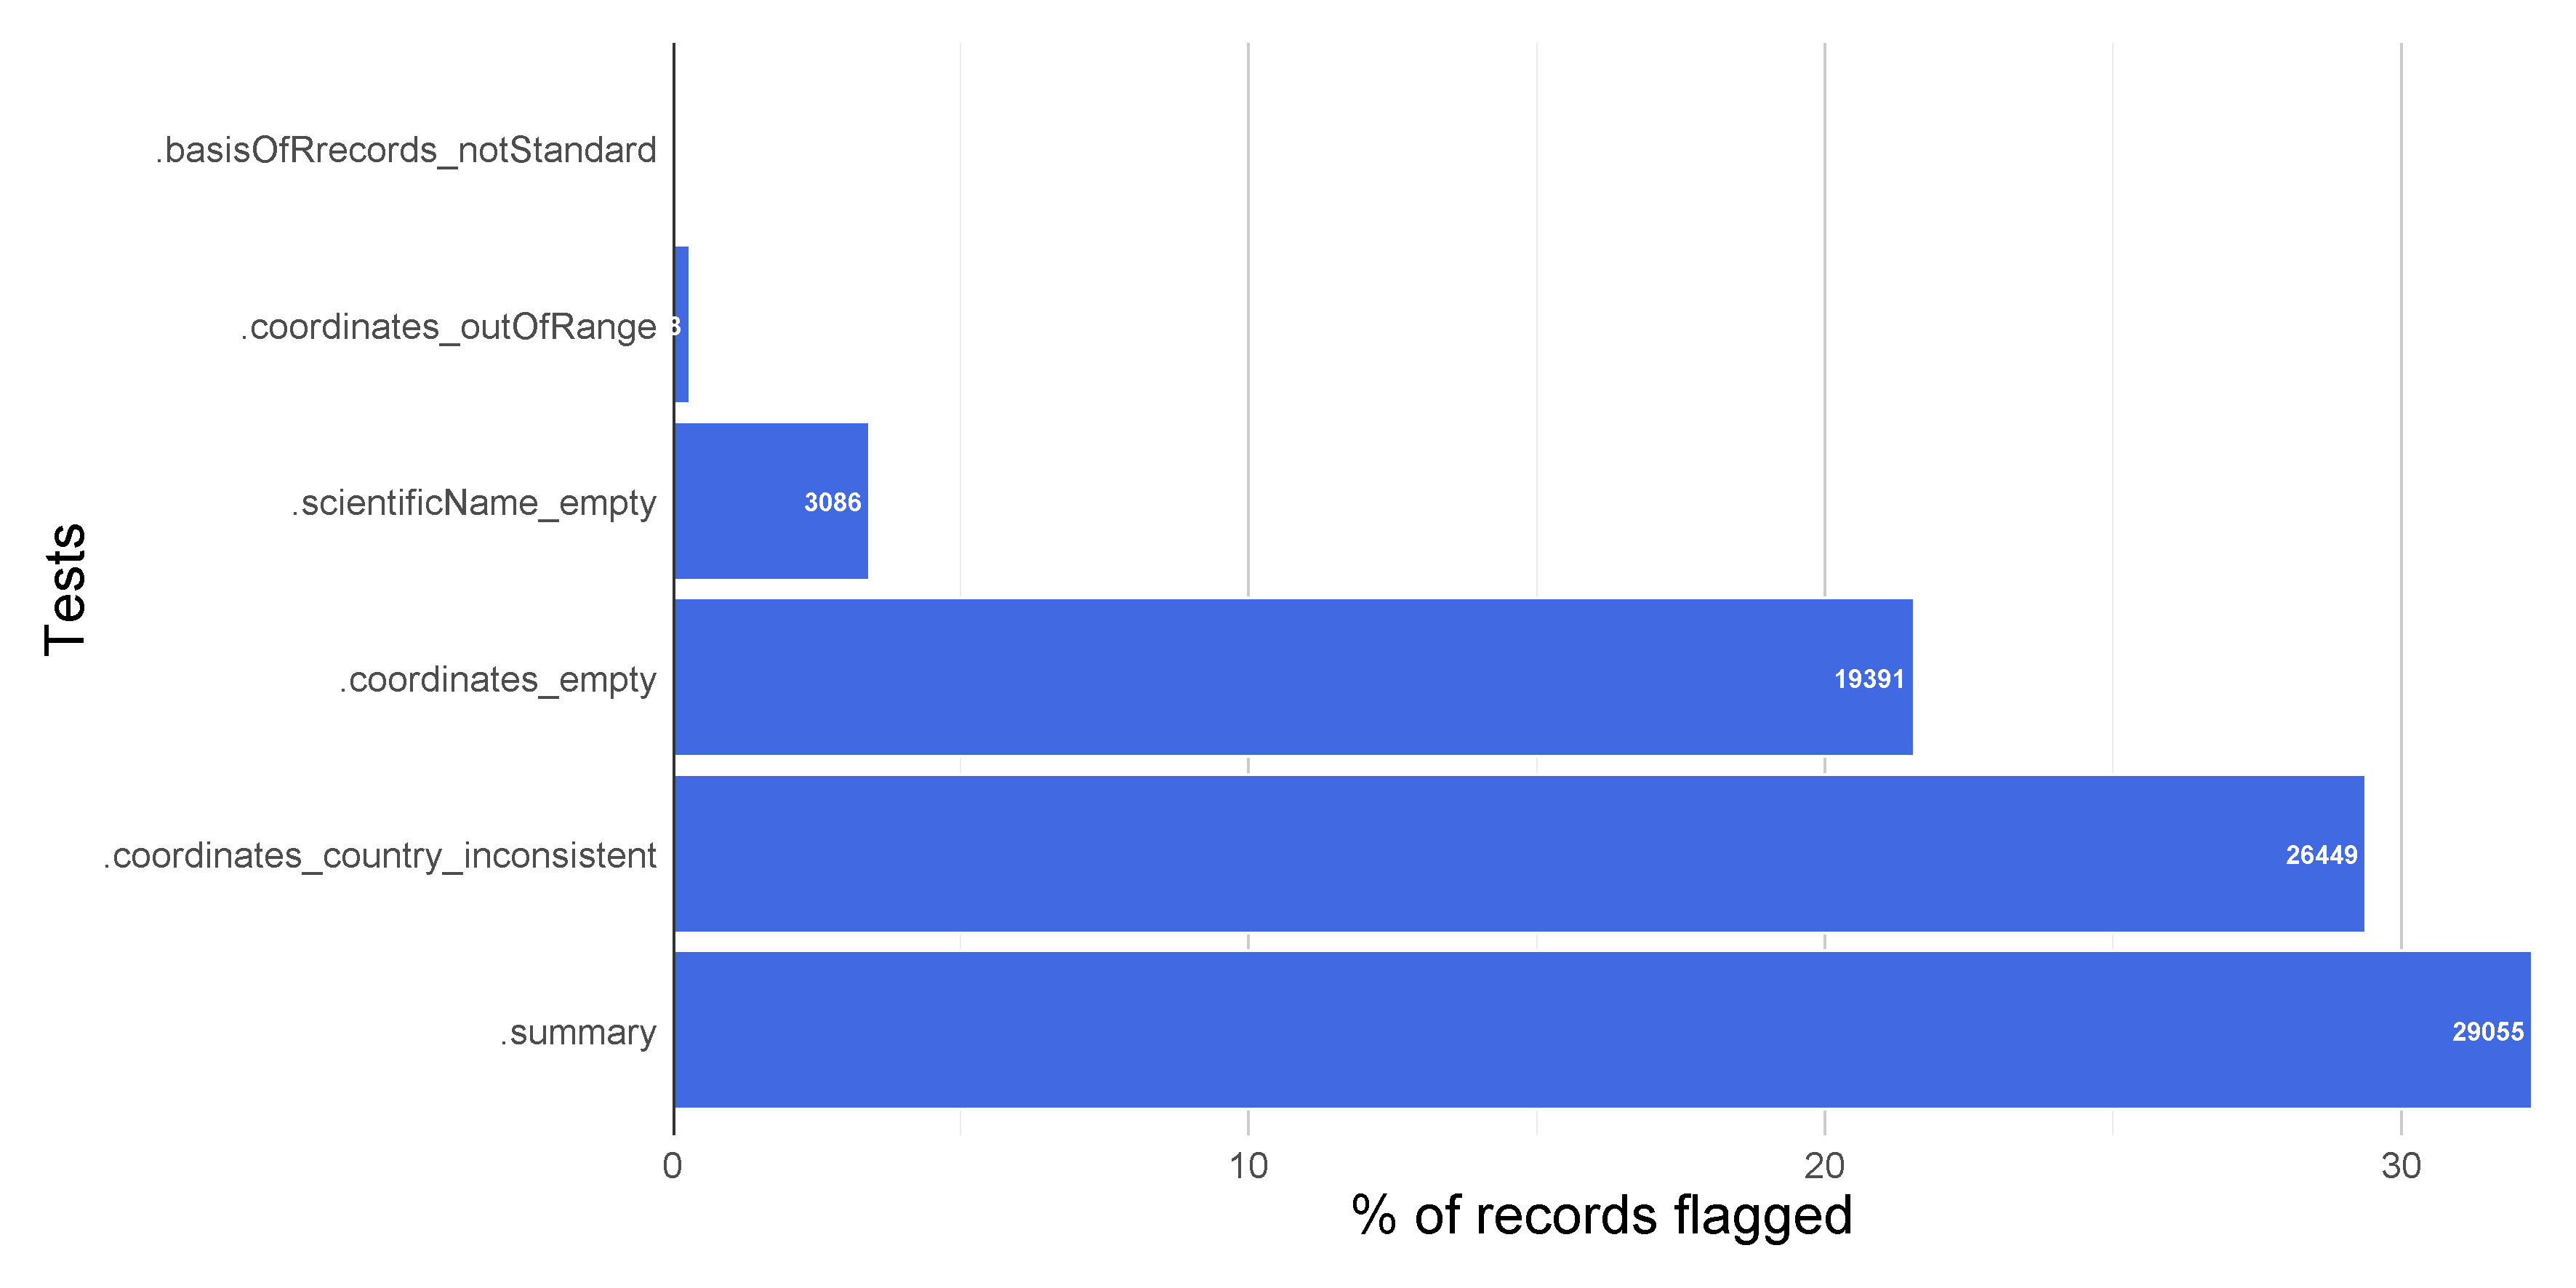 .basisOfRrecords_notStandard
.coordinates_outOfRange
.scientificName_empty
3086
.coordinates_empty
19391
.coordinates_country_inconsistent
26449
.summary
29055
Tests
0 10 20 30
% of records flagged